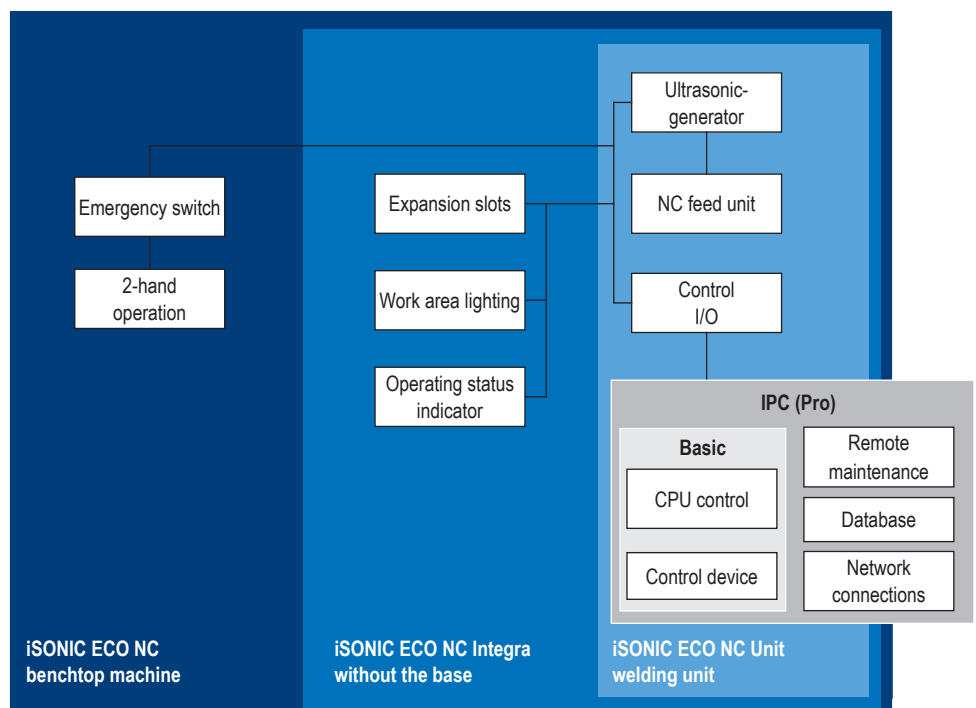 Ultrasonic-
generator
Emergency switch
Expansion slots
NC feed unit
2-hand
operation
Work area lighting
Control
I/O
Operating status
indicator
IPC (Pro)
Basic
CPU control
Control device
Remote
maintenance
Database
Network
connections
iSONIC ECO NC
benchtop machine
iSONIC ECO NC Integra
without the base
iSONIC ECO NC Unit
welding unit